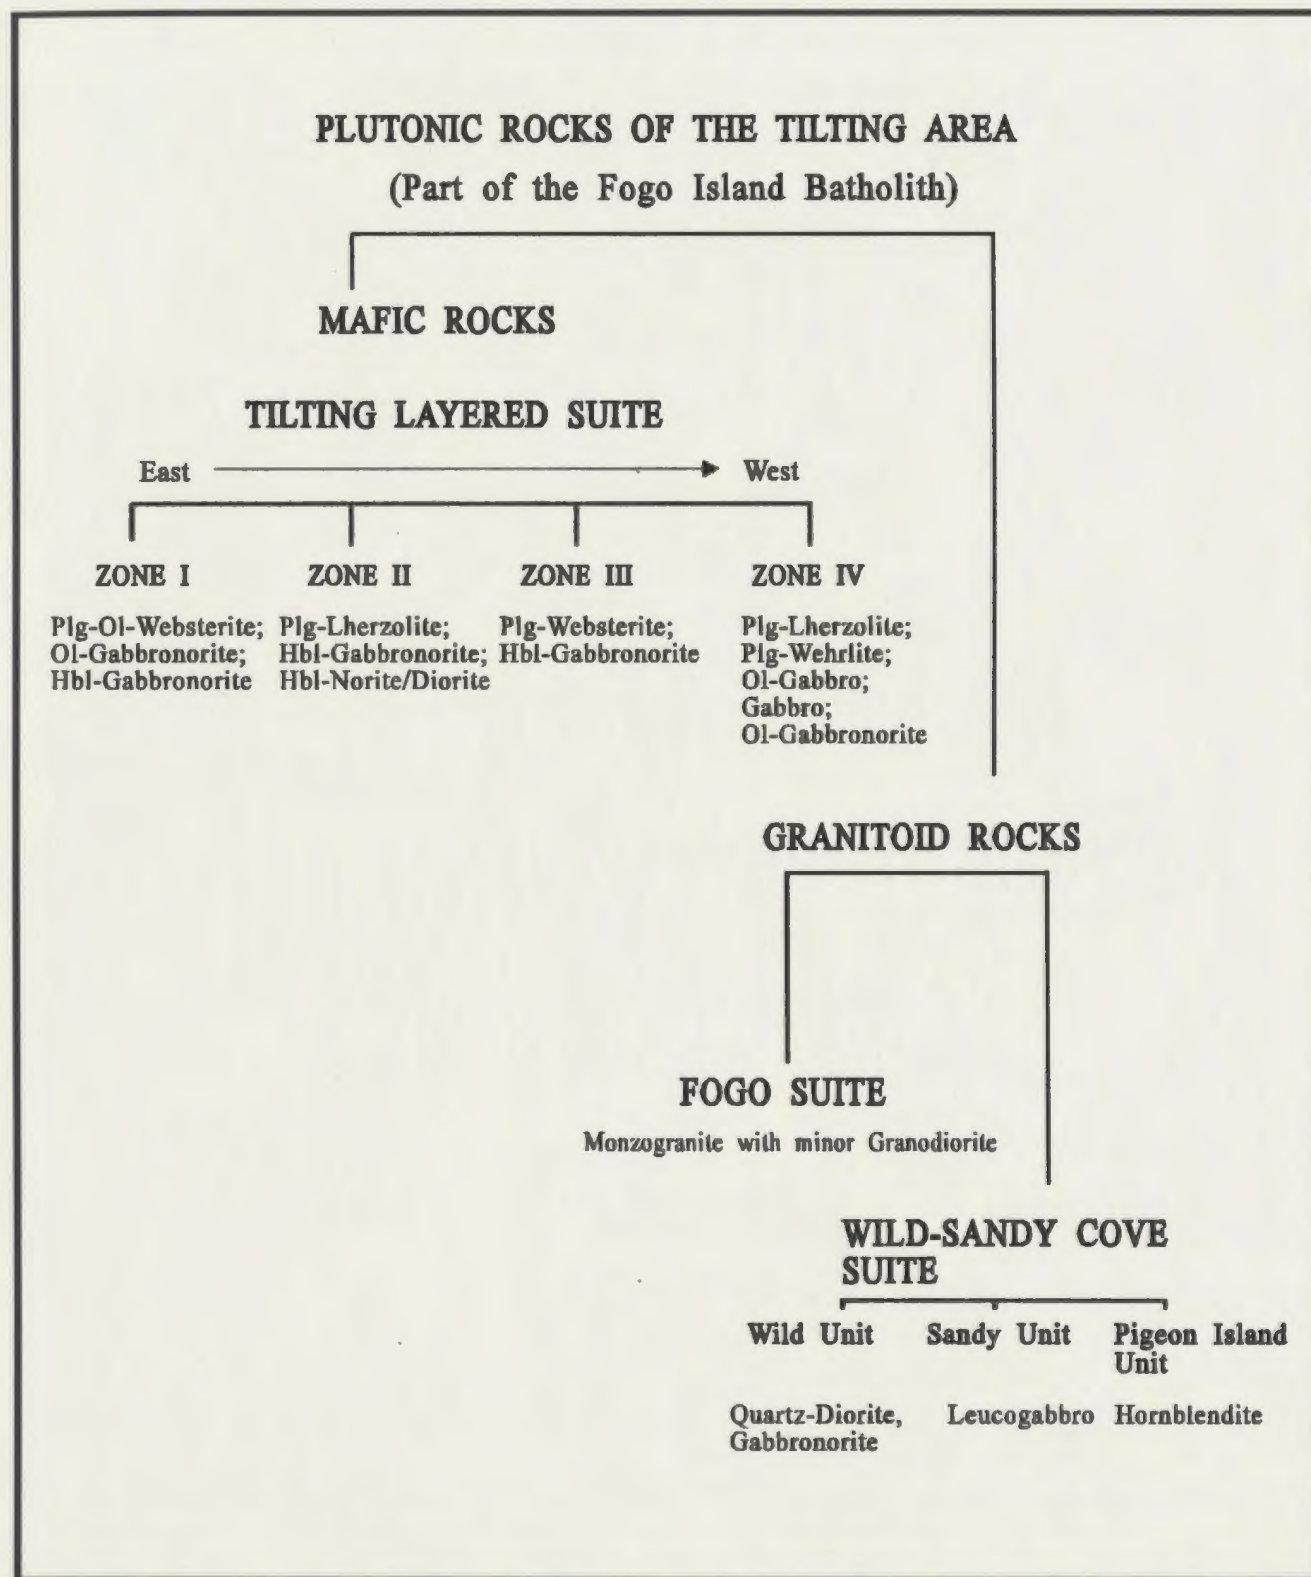 PLUTONIC ROCKS OF THE TILTING AREA
(Part of the Fogo Island Batholith)
MAFIC ROCKS
TILTING LAYERED SUITE
East
West
ZONE I
Plg-Ol-Websterite;
Ol-Gabbronorite;
Hbl-Gabbronorite
ZONE II
Plg-Lherzolite;
Hbl-Gabbronorite;
Hbl-Norite/Diorite
ZONE III
Plg-Websterite;
Hbl-Gabbronorite
ZONE IV
Plg-Lherzolite;
Plg-Wehrlite;
Ol-Gabbro;
Gabbro;
Ol-Gabbronorite
GRANITOID ROCKS
FOGO SUITE
Monzogranite with minor Granodiorite
WILD-SANDY COVE
SUITE
Wild Unit
Quartz-Diorite,
Gabbronorite
Sandy Unit
Leucogabbro
Pigeon Island
Unit
Hornblendite